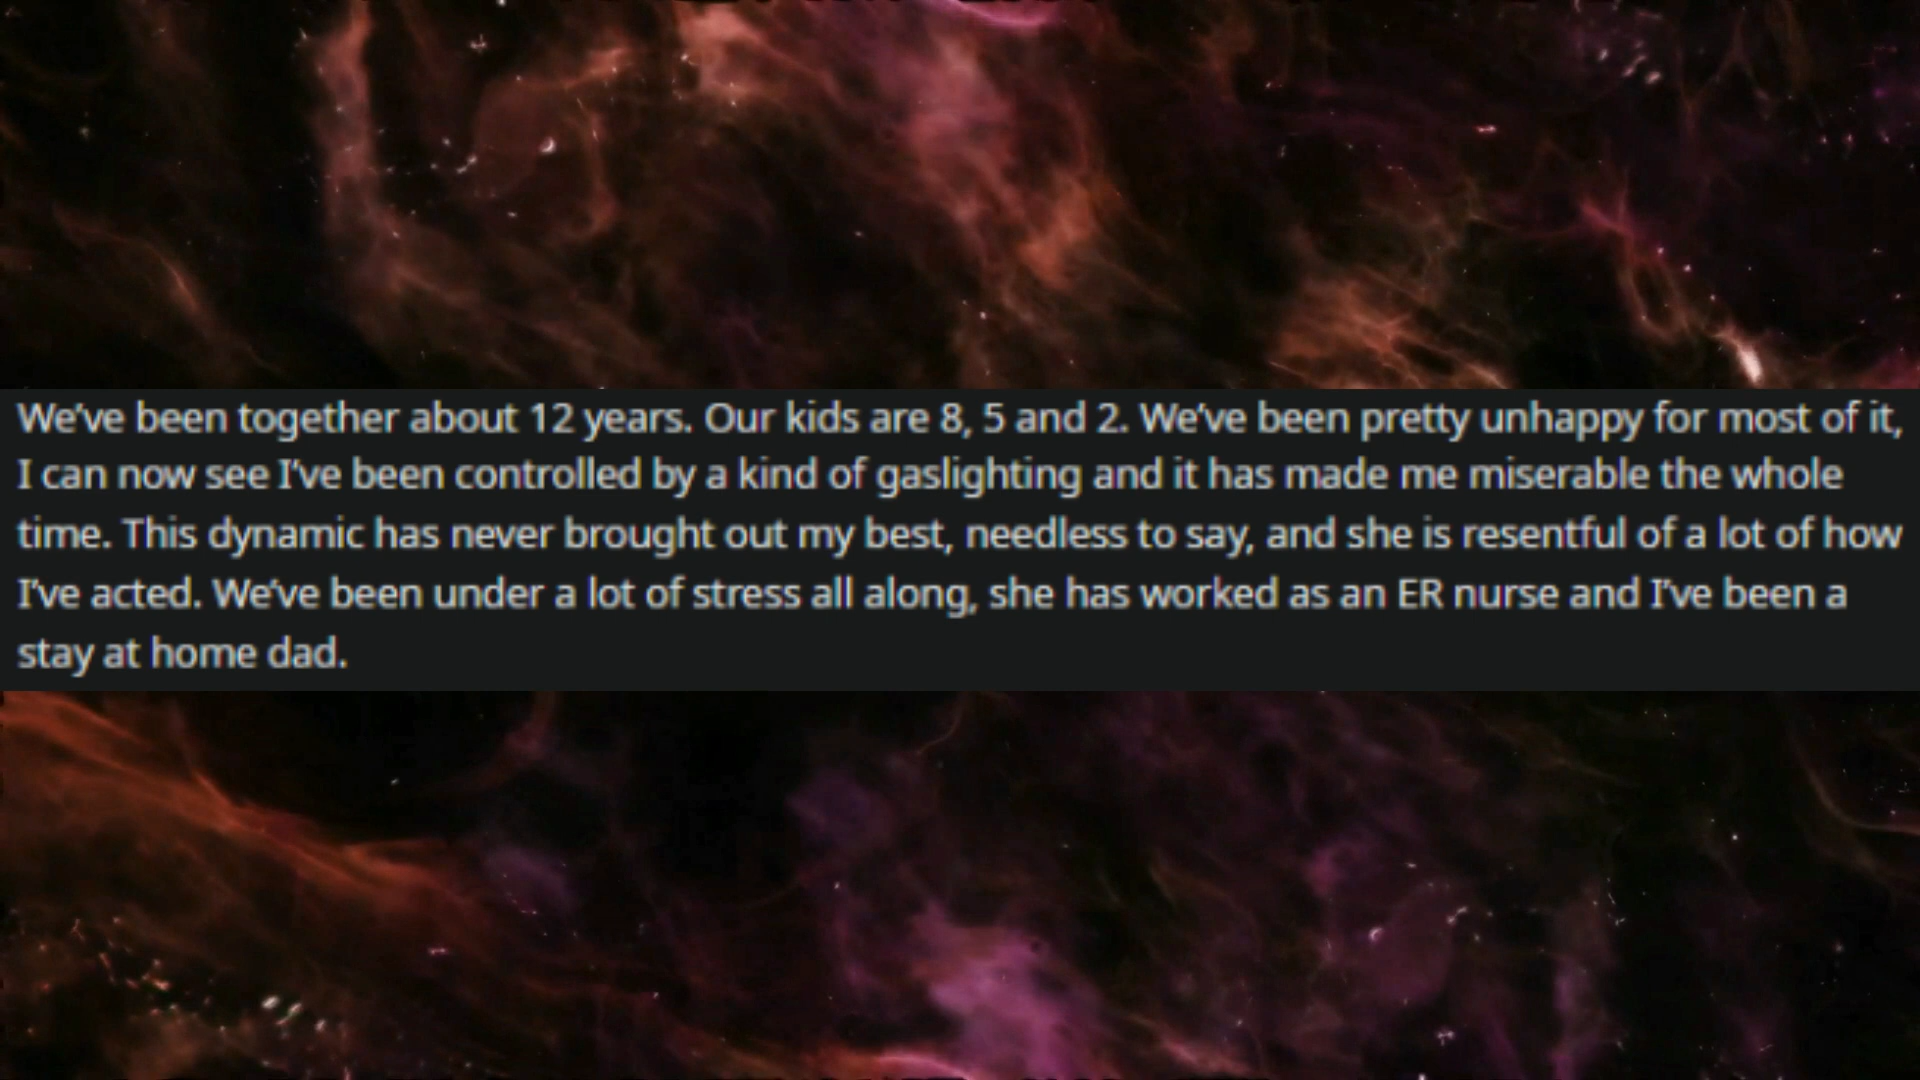 We've been together about 12 years. Our kids are 8, 5 and 2. We've been pretty unhappy for most of it,
I can now see I've been controlled by a kind of gaslighting and it has made me miserable the whole
time. This dynamic has never brought out my best, needless to say, and she is resentful of a lot of how
I've acted. We've been under a lot of stress all along, she has worked as an ER nurse and I've been a
stay at home dad.